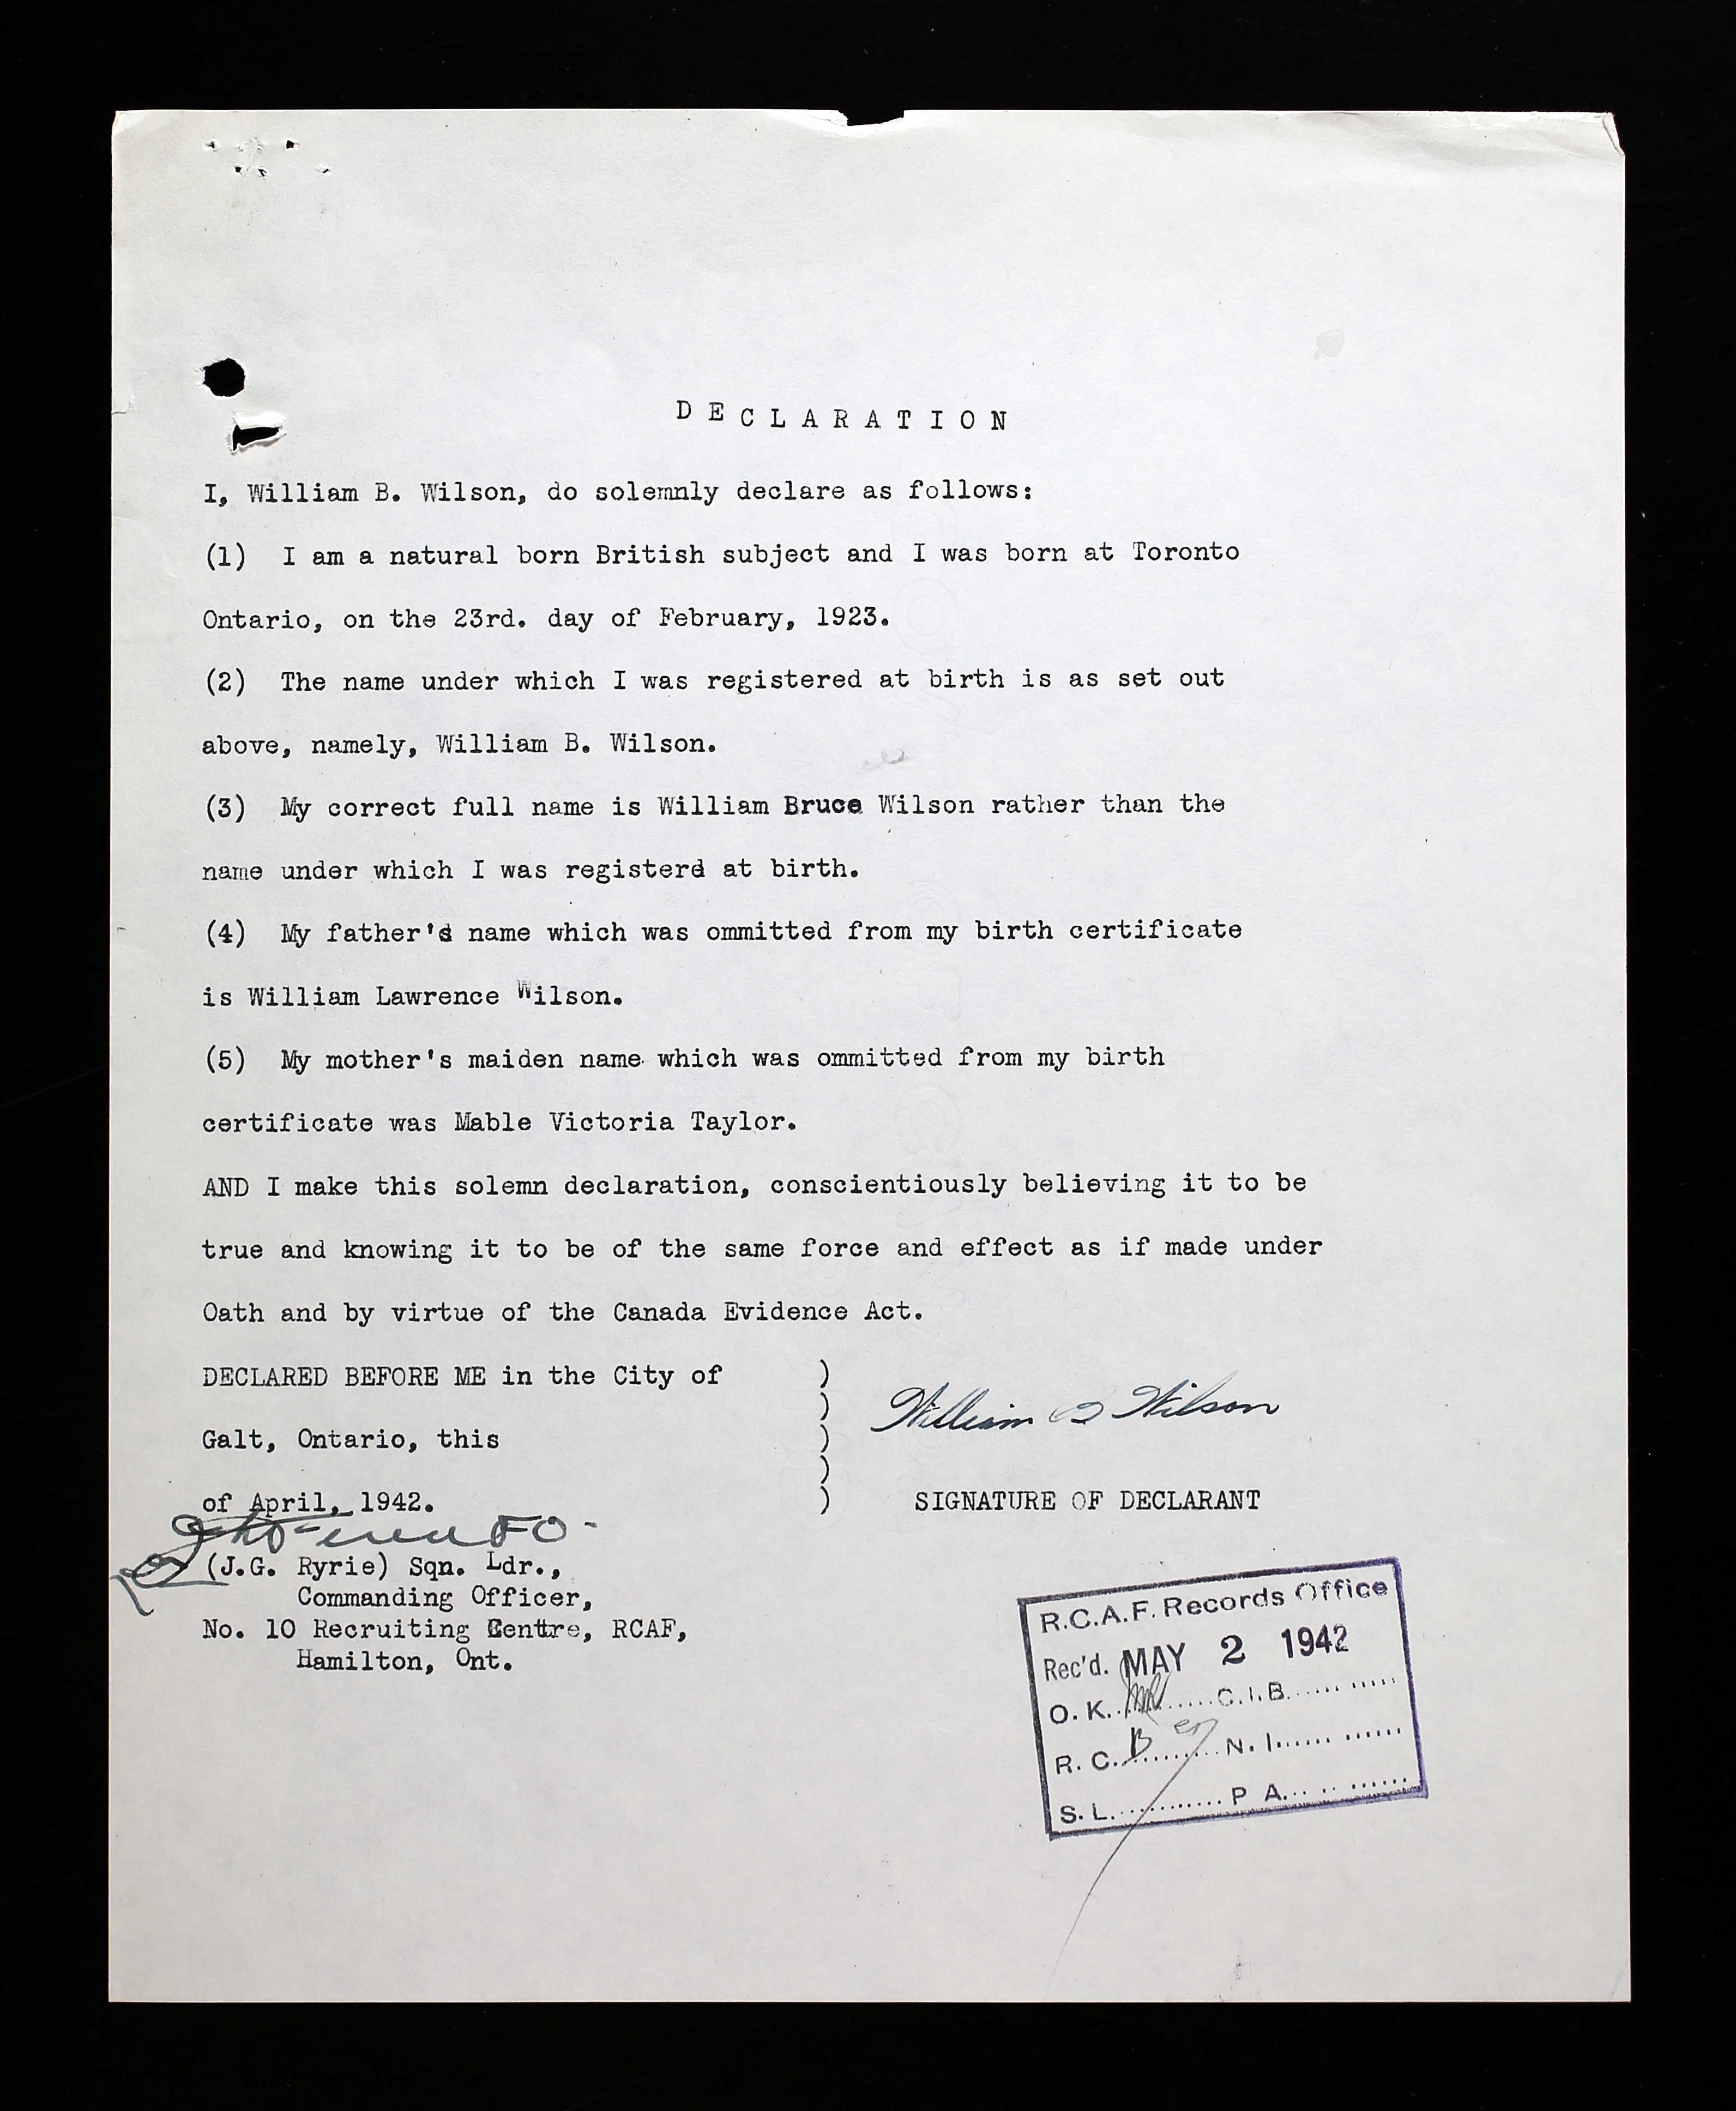 DECLARATION
I, William B. Wilson, do solemnly declare as follows:
(1) I am a natural born British subject and I was born at Toronto
Ontario, on the 23rd. day of February, 1923.
(2) The name under which I was registered at birth is as set out
above, namely, William B. Wilson.
(3) My correct full name is William Bruce Wilson rather than the
name under which I was registerd at birth.
(4) My father's name which was ommitted from my birth certificate
is William Lawrence Wilson.
(5) My mother's maiden name which was ommitted from my birth
certificate was Mable Victoria Taylor.
AND I make this solemn declaration, conscientiously believing it to be
true and knowing it to be of the same force and effect as if made under
Oath and by virtue of the Canada Evidence Act.
DECLARED BEFORE ME in the City of )
Galt, Ontario, this )
of April, 1942. )
William B Wilson
SIGNATURE OF DECLARANT
(J.G. Ryrie) Sqn. Ldr.,
Commanding Officer,
No. 10 Recruiting Centre, RCAF,
Hamilton, Ont.
R.C.A.F. Records Office
Rec'd. MAY 2 1942
O. K. C. I. B.
R. C. B N. I.
S. L. P A.